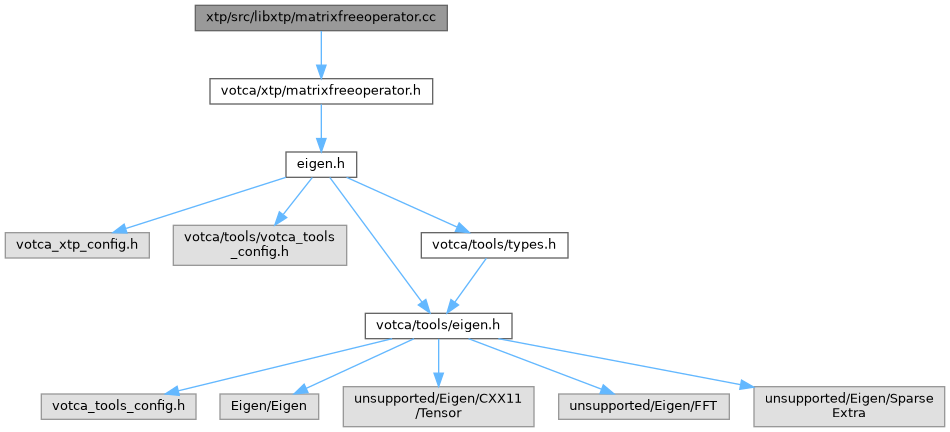 xtp/src/libxtp/matrixfreeoperator.cc
votca/xtp/matrixfreeoperator.h
eigen.h
votca_xtp_config.h
votca/tools/votca_tools
_config.h
votca/tools/types.h
votca/tools/eigen.h
votca_tools_config.h
Eigen/Eigen
unsupported/Eigen/CXX11
/Tensor
unsupported/Eigen/FFT
unsupported/Eigen/Sparse
Extra